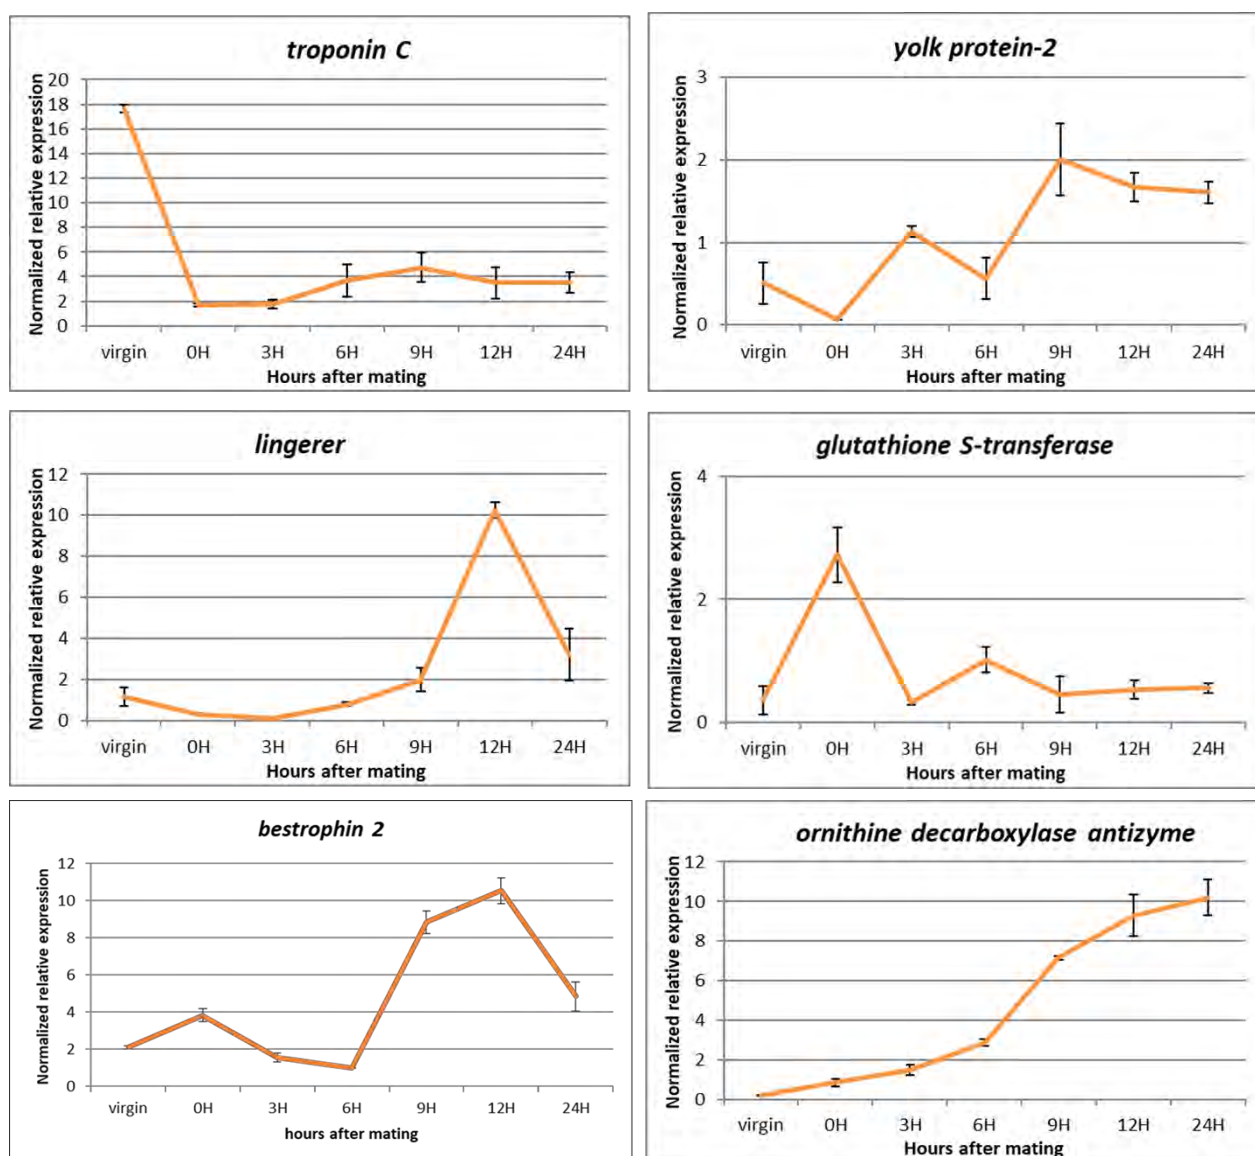 troponin C
Normalized relative expression
20
18
16
14
12
10
8
6
4
2
0
virgin 0H 3H 6H 9H 12H 24H
Hours after mating
yolk protein-2
Normalized relative expression
3
2
1
0
virgin 0H 3H 6H 9H 12H 24H
Hours after mating
lingerer
Normalized relative expression
12
10
8
6
4
2
0
virgin 0H 3H 6H 9H 12H 24H
Hours after mating
glutathione S-transferase
Normalized relative expression
4
2
0
virgin 0H 3H 6H 9H 12H 24H
Hours after mating
bestrophin 2
Normalized relative expression
12
10
8
6
4
2
0
virgin 0H 3H 6H 9H 12H 24H
hours after mating
ornithine decarboxylase antizyme
Normalized relative expression
12
10
8
6
4
2
0
virgin 0H 3H 6H 9H 12H 24H
Hours after mating